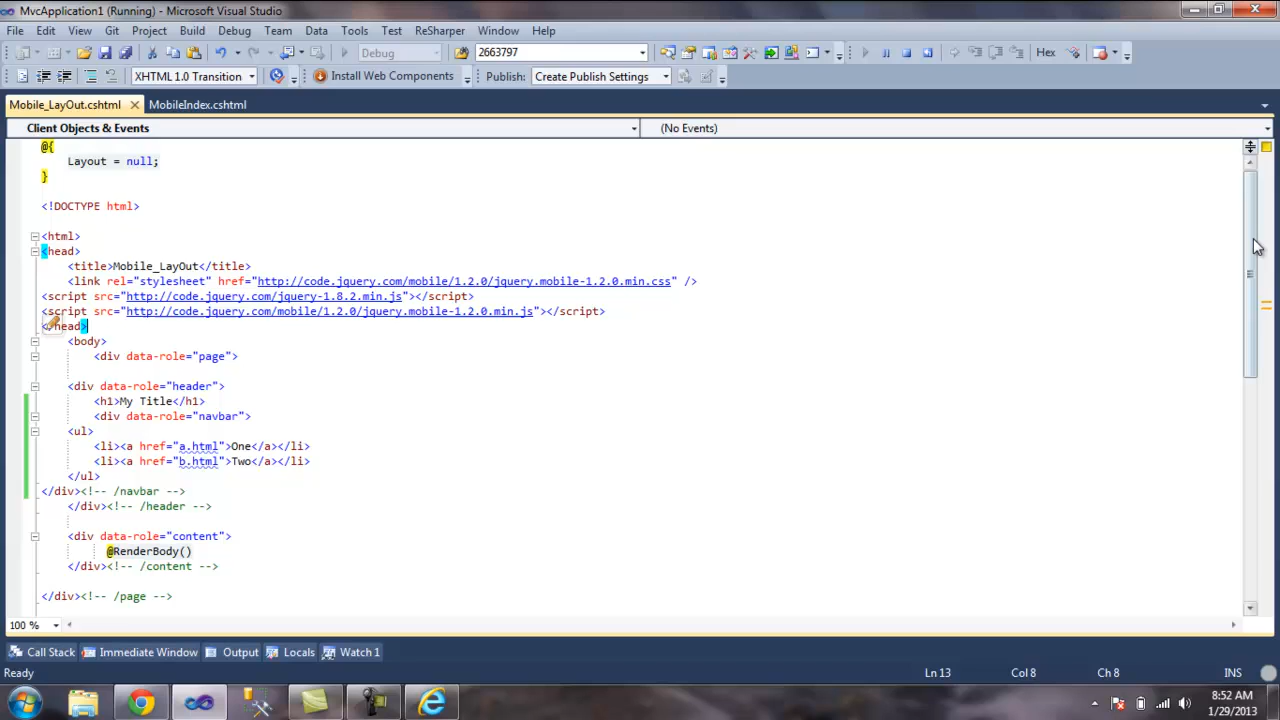 MvcApplication1 (Running) - Microsoft Visual Studio
File Edit View Git Project Build Debug Team Data Tools Test ReSharper Window Help
Debug 2663797 Hex
XHTML 1.0 Transition Install Web Components Publish: Create Publish Settings
Mobile_LayOut.cshtml MobileIndex.cshtml
Client Objects & Events (No Events)
@{
Layout = null;
}
<!DOCTYPE html>
<html>
<head>
<title>Mobile_LayOut</title>
<link rel="stylesheet" href="http://code.jquery.com/mobile/1.2.0/jquery.mobile-1.2.0.min.css" />
<script src="http://code.jquery.com/jquery-1.8.2.min.js"></script>
<script src="http://code.jquery.com/mobile/1.2.0/jquery.mobile-1.2.0.min.js"></script>
</head>
<body>
<div data-role="page">
<div data-role="header">
<h1>My Title</h1>
<div data-role="navbar">
<ul>
<li><a href="a.html">One</a></li>
<li><a href="b.html">Two</a></li>
</ul>
</div><!-- /navbar -->
</div><!-- /header -->
<div data-role="content">
@RenderBody()
</div><!-- /content -->
</div><!-- /page -->
100 %
Call Stack Immediate Window Output Locals Watch 1
Ready Ln 13 Col 8 Ch 8 INS
8:52 AM
1/29/2013